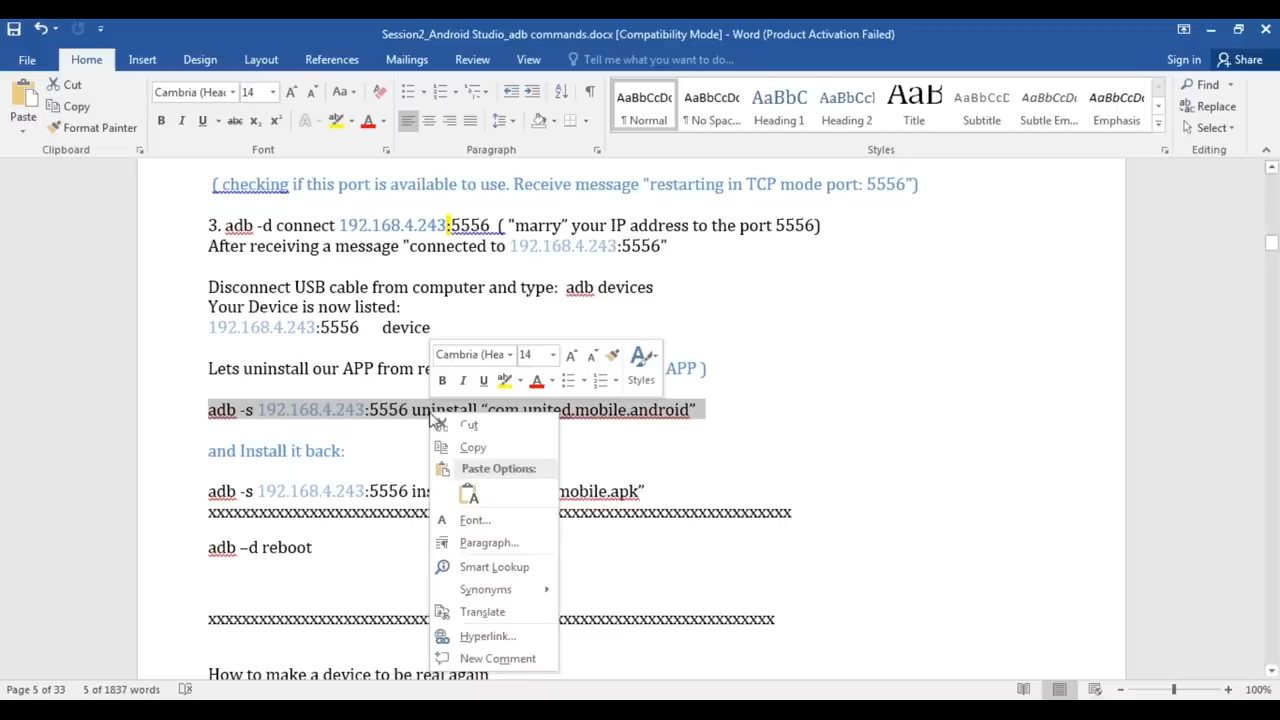 Session2_Android Studio_adb commands.docx [Compatibility Mode] - Word (Product Activation Failed)
File Home Insert Design Layout References Mailings Review View Tell me what you want to do... Sign in Share
Paste Cut Copy Format Painter
Clipboard
Cambria (Hea 14 A A Aa
B I U abc X₂ X² A A
Font
Paragraph
AaBbCcDc AaBbCcDc AaBbC AaBbCc AaB AaBbCcD AaBbCcDc AaBbCcDc
¶ Normal ¶ No Spac... Heading 1 Heading 2 Title Subtitle Subtle Em... Emphasis
Styles
Find
Replace
Select
Editing
( checking if this port is available to use. Receive message "restarting in TCP mode port: 5556")
3. adb -d connect 192.168.4.243:5556 ( "marry” your IP address to the port 5556)
After receiving a message "connected to 192.168.4.243:5556”
Disconnect USB cable from computer and type: adb devices
Your Device is now listed:
192.168.4.243:5556 device
Lets uninstall our APP from re APP )
adb -s 192.168.4.243:5556 uninstall “com.united.mobile.android”
and Install it back:
adb -s 192.168.4.243:5556 ins mobile.apk”
xxxxxxxxxxxxxxxxxxxxxxxxxxx xxxxxxxxxxxxxxxxxxxxxxxxxxxx
adb –d reboot
xxxxxxxxxxxxxxxxxxxxxxxxxxx xxxxxxxxxxxxxxxxxxxxxxxxxx
How to make a device to be real again
Cambria (Hea 14 A A
B I U A Styles
Cut
Copy
Paste Options:
A
Font...
Paragraph...
Smart Lookup
Synonyms
Translate
Hyperlink...
New Comment
Page 5 of 33 5 of 1837 words 100%